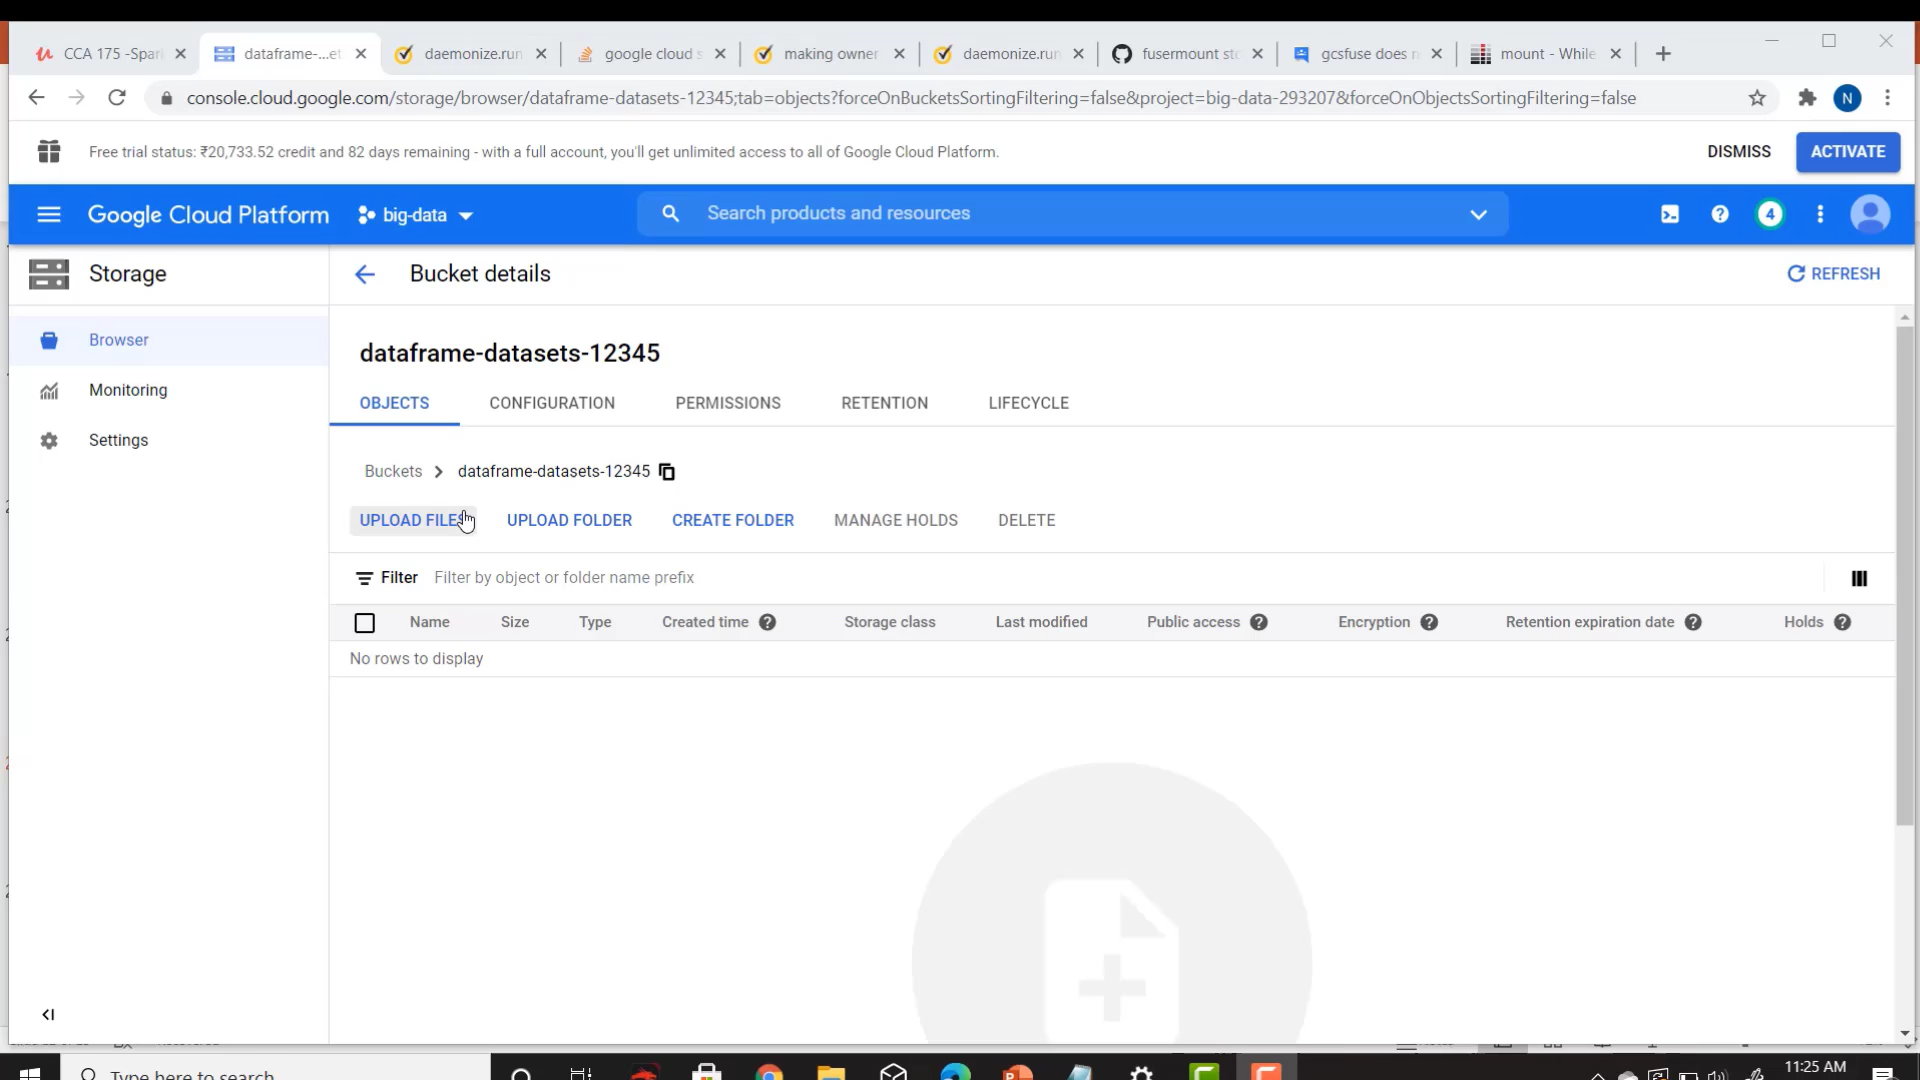 CCA 175 -Spar
dataframe-...et
daemonize.run
google cloud s
making owner
daemonize.run
fusermount sto
gcsfuse does n
mount - While
console.cloud.google.com/storage/browser/dataframe-datasets-12345;tab=objects?forceOnBucketsSortingFiltering=false&project=big-data-293207&forceOnObjectsSortingFiltering=false
N
Free trial status: ₹20,733.52 credit and 82 days remaining - with a full account, you'll get unlimited access to all of Google Cloud Platform.
DISMISS
ACTIVATE
Google Cloud Platform
big-data
Search products and resources
4
Storage
Bucket details
REFRESH
Browser
Monitoring
Settings
dataframe-datasets-12345
OBJECTS
CONFIGURATION
PERMISSIONS
RETENTION
LIFECYCLE
Buckets > dataframe-datasets-12345
UPLOAD FILES
UPLOAD FOLDER
CREATE FOLDER
MANAGE HOLDS
DELETE
Filter
Filter by object or folder name prefix
Name
Size
Type
Created time
Storage class
Last modified
Public access
Encryption
Retention expiration date
Holds
No rows to display
Type here to search
11:25 AM